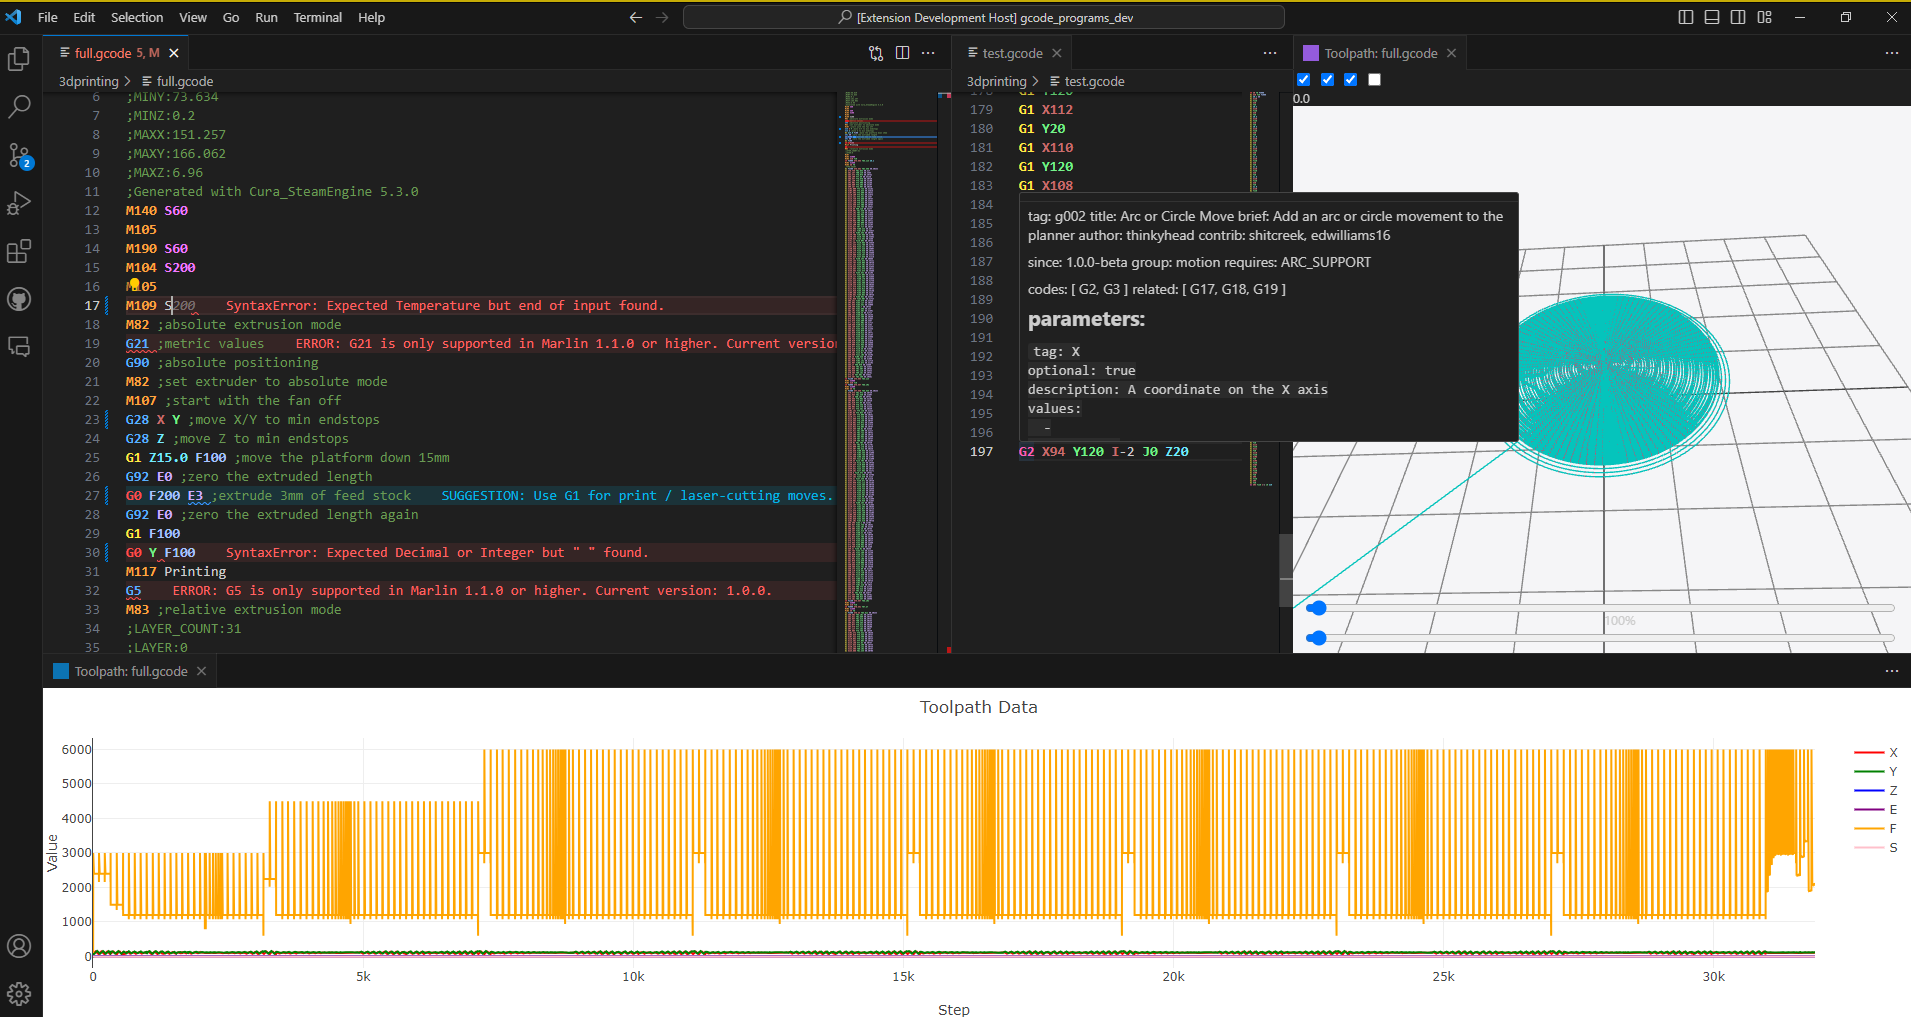 File Edit Selection View Go Run Terminal Help
[Extension Development Host] gcode_programs_dev
full.gcode 5, M
3dprinting > full.gcode
6 ;MINY:73.634
7 ;MINZ:0.2
8 ;MAXX:151.257
9 ;MAXY:166.062
10 ;MAXZ:6.96
11 ;Generated with Cura_SteamEngine 5.3.0
12 M140 S60
13 M105
14 M190 S60
15 M104 S200
16 M105
17 M109 S200 SyntaxError: Expected Temperature but end of input found.
18 M82 ;absolute extrusion mode
19 G21 ;metric values ERROR: G21 is only supported in Marlin 1.1.0 or higher. Current version
20 G90 ;absolute positioning
21 M82 ;set extruder to absolute mode
22 M107 ;start with the fan off
23 G28 X Y ;move X/Y to min endstops
24 G28 Z ;move Z to min endstops
25 G1 Z15.0 F100 ;move the platform down 15mm
26 G92 E0 ;zero the extruded length
27 G0 F200 E3 ;extrude 3mm of feed stock SUGGESTION: Use G1 for print / laser-cutting moves.
28 G92 E0 ;zero the extruded length again
29 G1 F100
30 G0 Y F100 SyntaxError: Expected Decimal or Integer but " " found.
31 M117 Printing
32 G5 ERROR: G5 is only supported in Marlin 1.1.0 or higher. Current version: 1.0.0.
33 M83 ;relative extrusion mode
34 ;LAYER_COUNT:31
35 ;LAYER:0
2
test.gcode
3dprinting > test.gcode
178 G1 Y120
179 G1 X112
180 G1 Y20
181 G1 X110
182 G1 Y120
183 G1 X108
184
185
186
187
188
189
190
191
192
193
194
195
196
197 G2 X94 Y120 I-2 J0 Z20
tag: g002 title: Arc or Circle Move brief: Add an arc or circle movement to the
planner author: thinkyhead contrib: shitcreek, edwilliams16
since: 1.0.0-beta group: motion requires: ARC_SUPPORT
codes: [ G2, G3 ] related: [ G17, G18, G19 ]
parameters:
tag: X
optional: true
description: A coordinate on the X axis
values:
-
Toolpath: full.gcode
0.0
100%
Toolpath: full.gcode
Toolpath Data
Value
6000
5000
4000
3000
2000
1000
0
0 5k 10k 15k 20k 25k 30k
Step
X
Y
Z
E
F
S